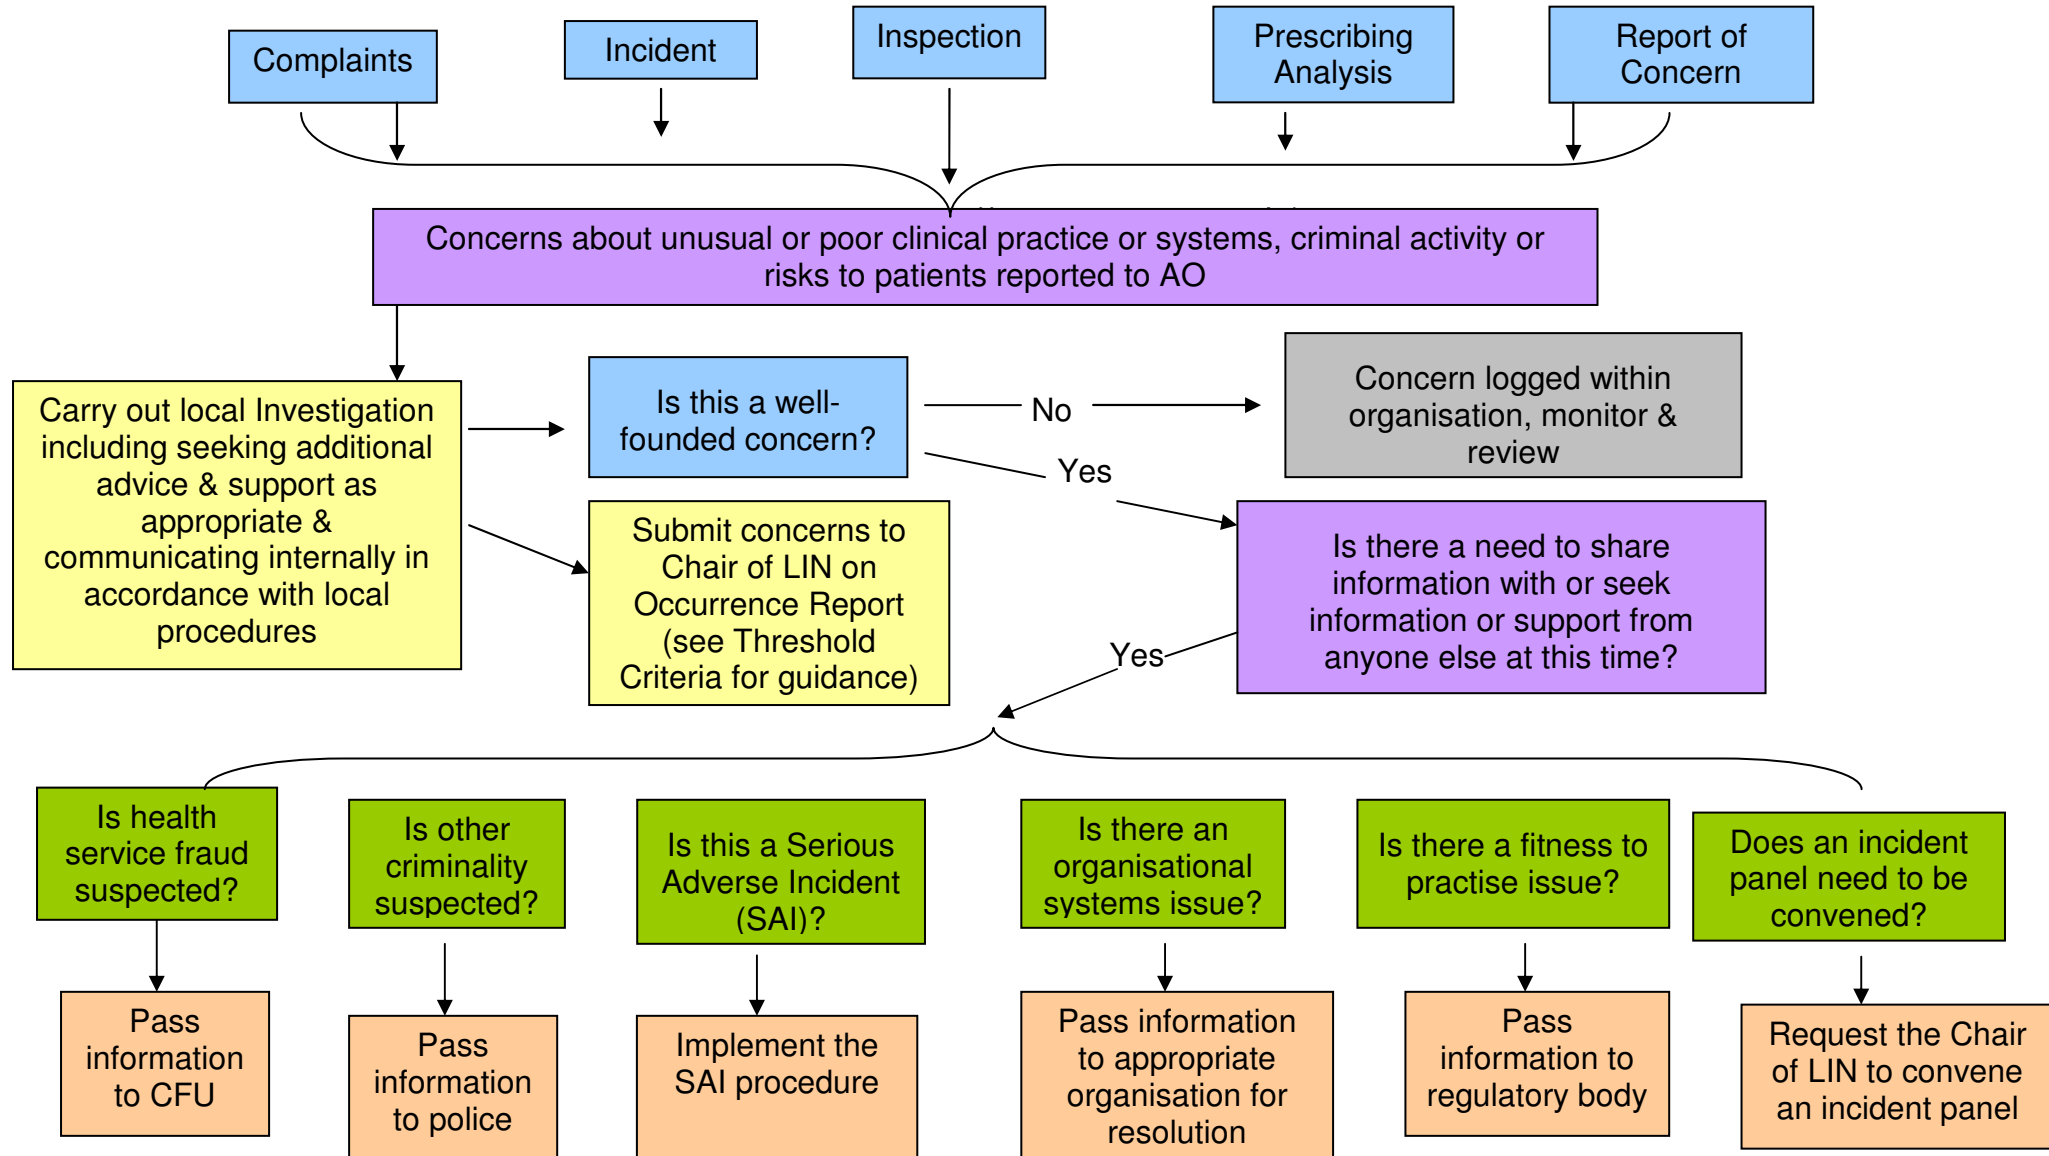 Complaints
Incident
Inspection
Prescribing
Analysis
Report of
Concern
Concerns about unusual or poor clinical practice or systems, criminal activity or
risks to patients reported to AO
Carry out local Investigation
including seeking additional
advice & support as
appropriate &
communicating internally in
accordance with local
procedures
Is this a well-
founded concern?
No
Concern logged within
organisation, monitor &
review
Yes
Submit concerns to
Chair of LIN on
Occurrence Report
(see Threshold
Criteria for guidance)
Is there a need to share
information with or seek
information or support from
anyone else at this time?
Yes
Is health
service fraud
suspected?
Is other
criminality
suspected?
Is this a Serious
Adverse Incident
(SAI)?
Is there an
organisational
systems issue?
Is there a fitness to
practise issue?
Does an incident
panel need to be
convened?
Pass
information
to CFU
Pass
information
to police
Implement the
SAI procedure
Pass information
to appropriate
organisation for
resolution
Pass
information to
regulatory body
Request the Chair
of LIN to convene
an incident panel